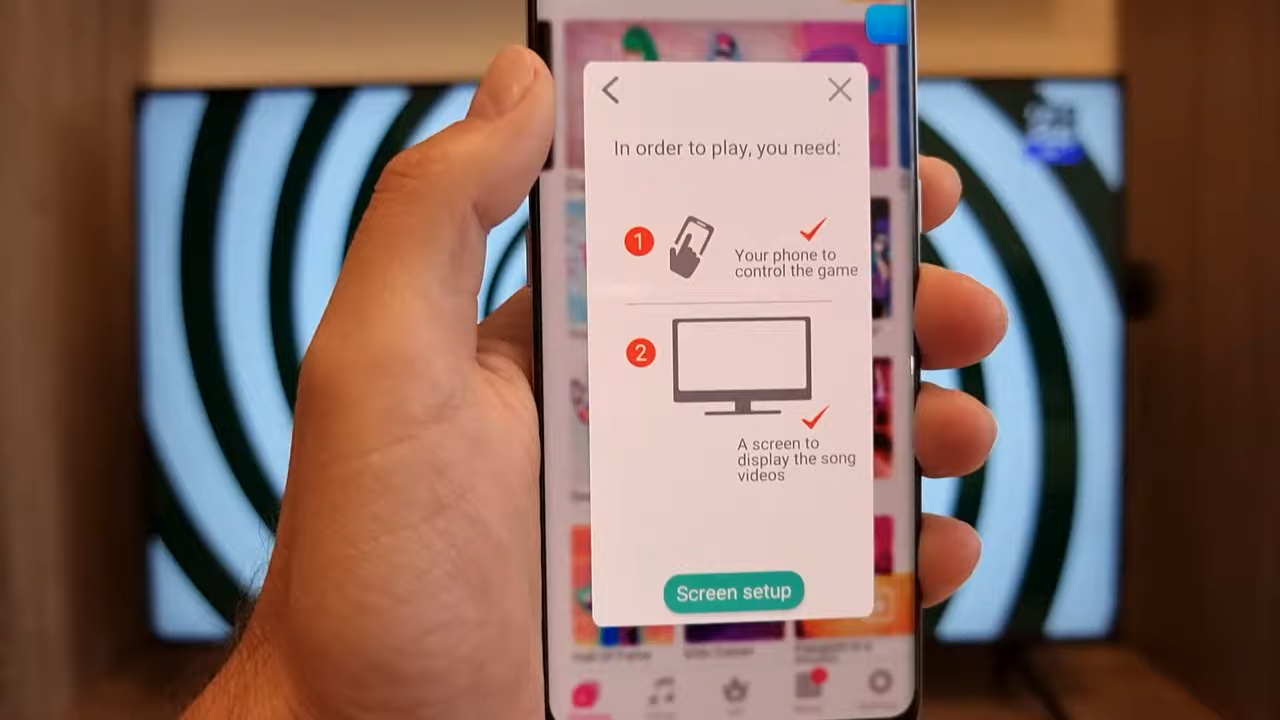 In order to play, you need:
1
Your phone to
control the game
2
A screen to
display the song
videos
Screen setup